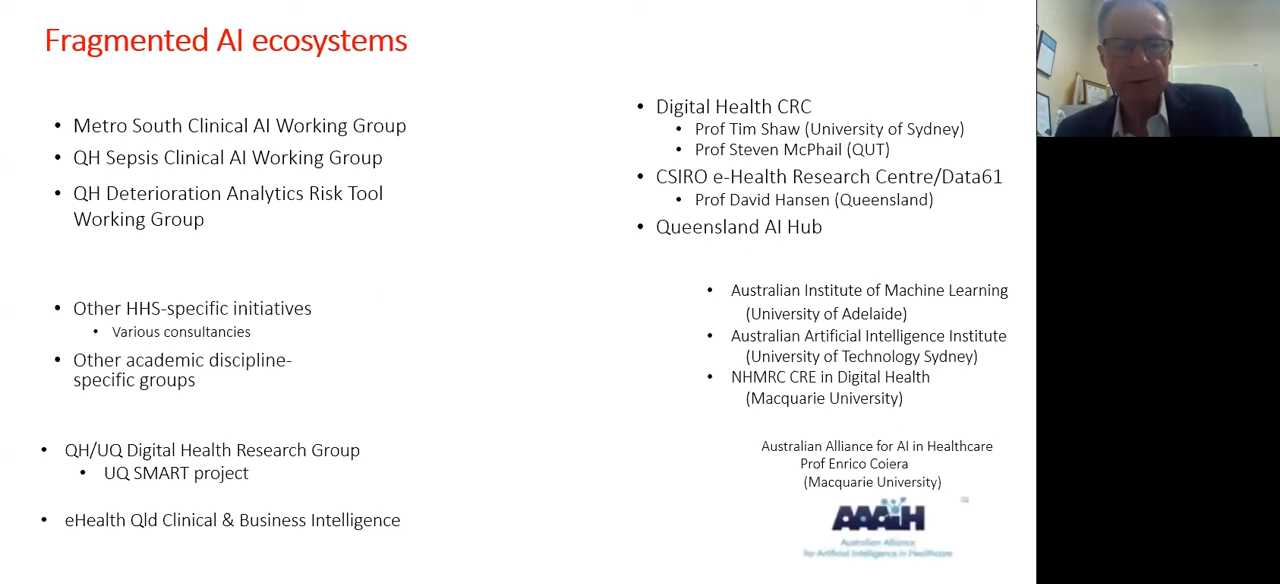 Fragmented AI ecosystems
• Metro South Clinical AI Working Group
• QH Sepsis Clinical AI Working Group
• QH Deterioration Analytics Risk Tool
Working Group
• Other HHS-specific initiatives
• Various consultancies
• Other academic discipline-
specific groups
• QH/UQ Digital Health Research Group
• UQ SMART project
• eHealth Qld Clinical & Business Intelligence
• Digital Health CRC
• Prof Tim Shaw (University of Sydney)
• Prof Steven McPhail (QUT)
• CSIRO e-Health Research Centre/Data61
• Prof David Hansen (Queensland)
• Queensland AI Hub
• Australian Institute of Machine Learning
(University of Adelaide)
• Australian Artificial Intelligence Institute
(University of Technology Sydney)
• NHMRC CRE in Digital Health
(Macquarie University)
Australian Alliance for AI in Healthcare
Prof Enrico Coiera
(Macquarie University)
AAAiH
Australian Alliance
for Artificial Intelligence in Healthcare